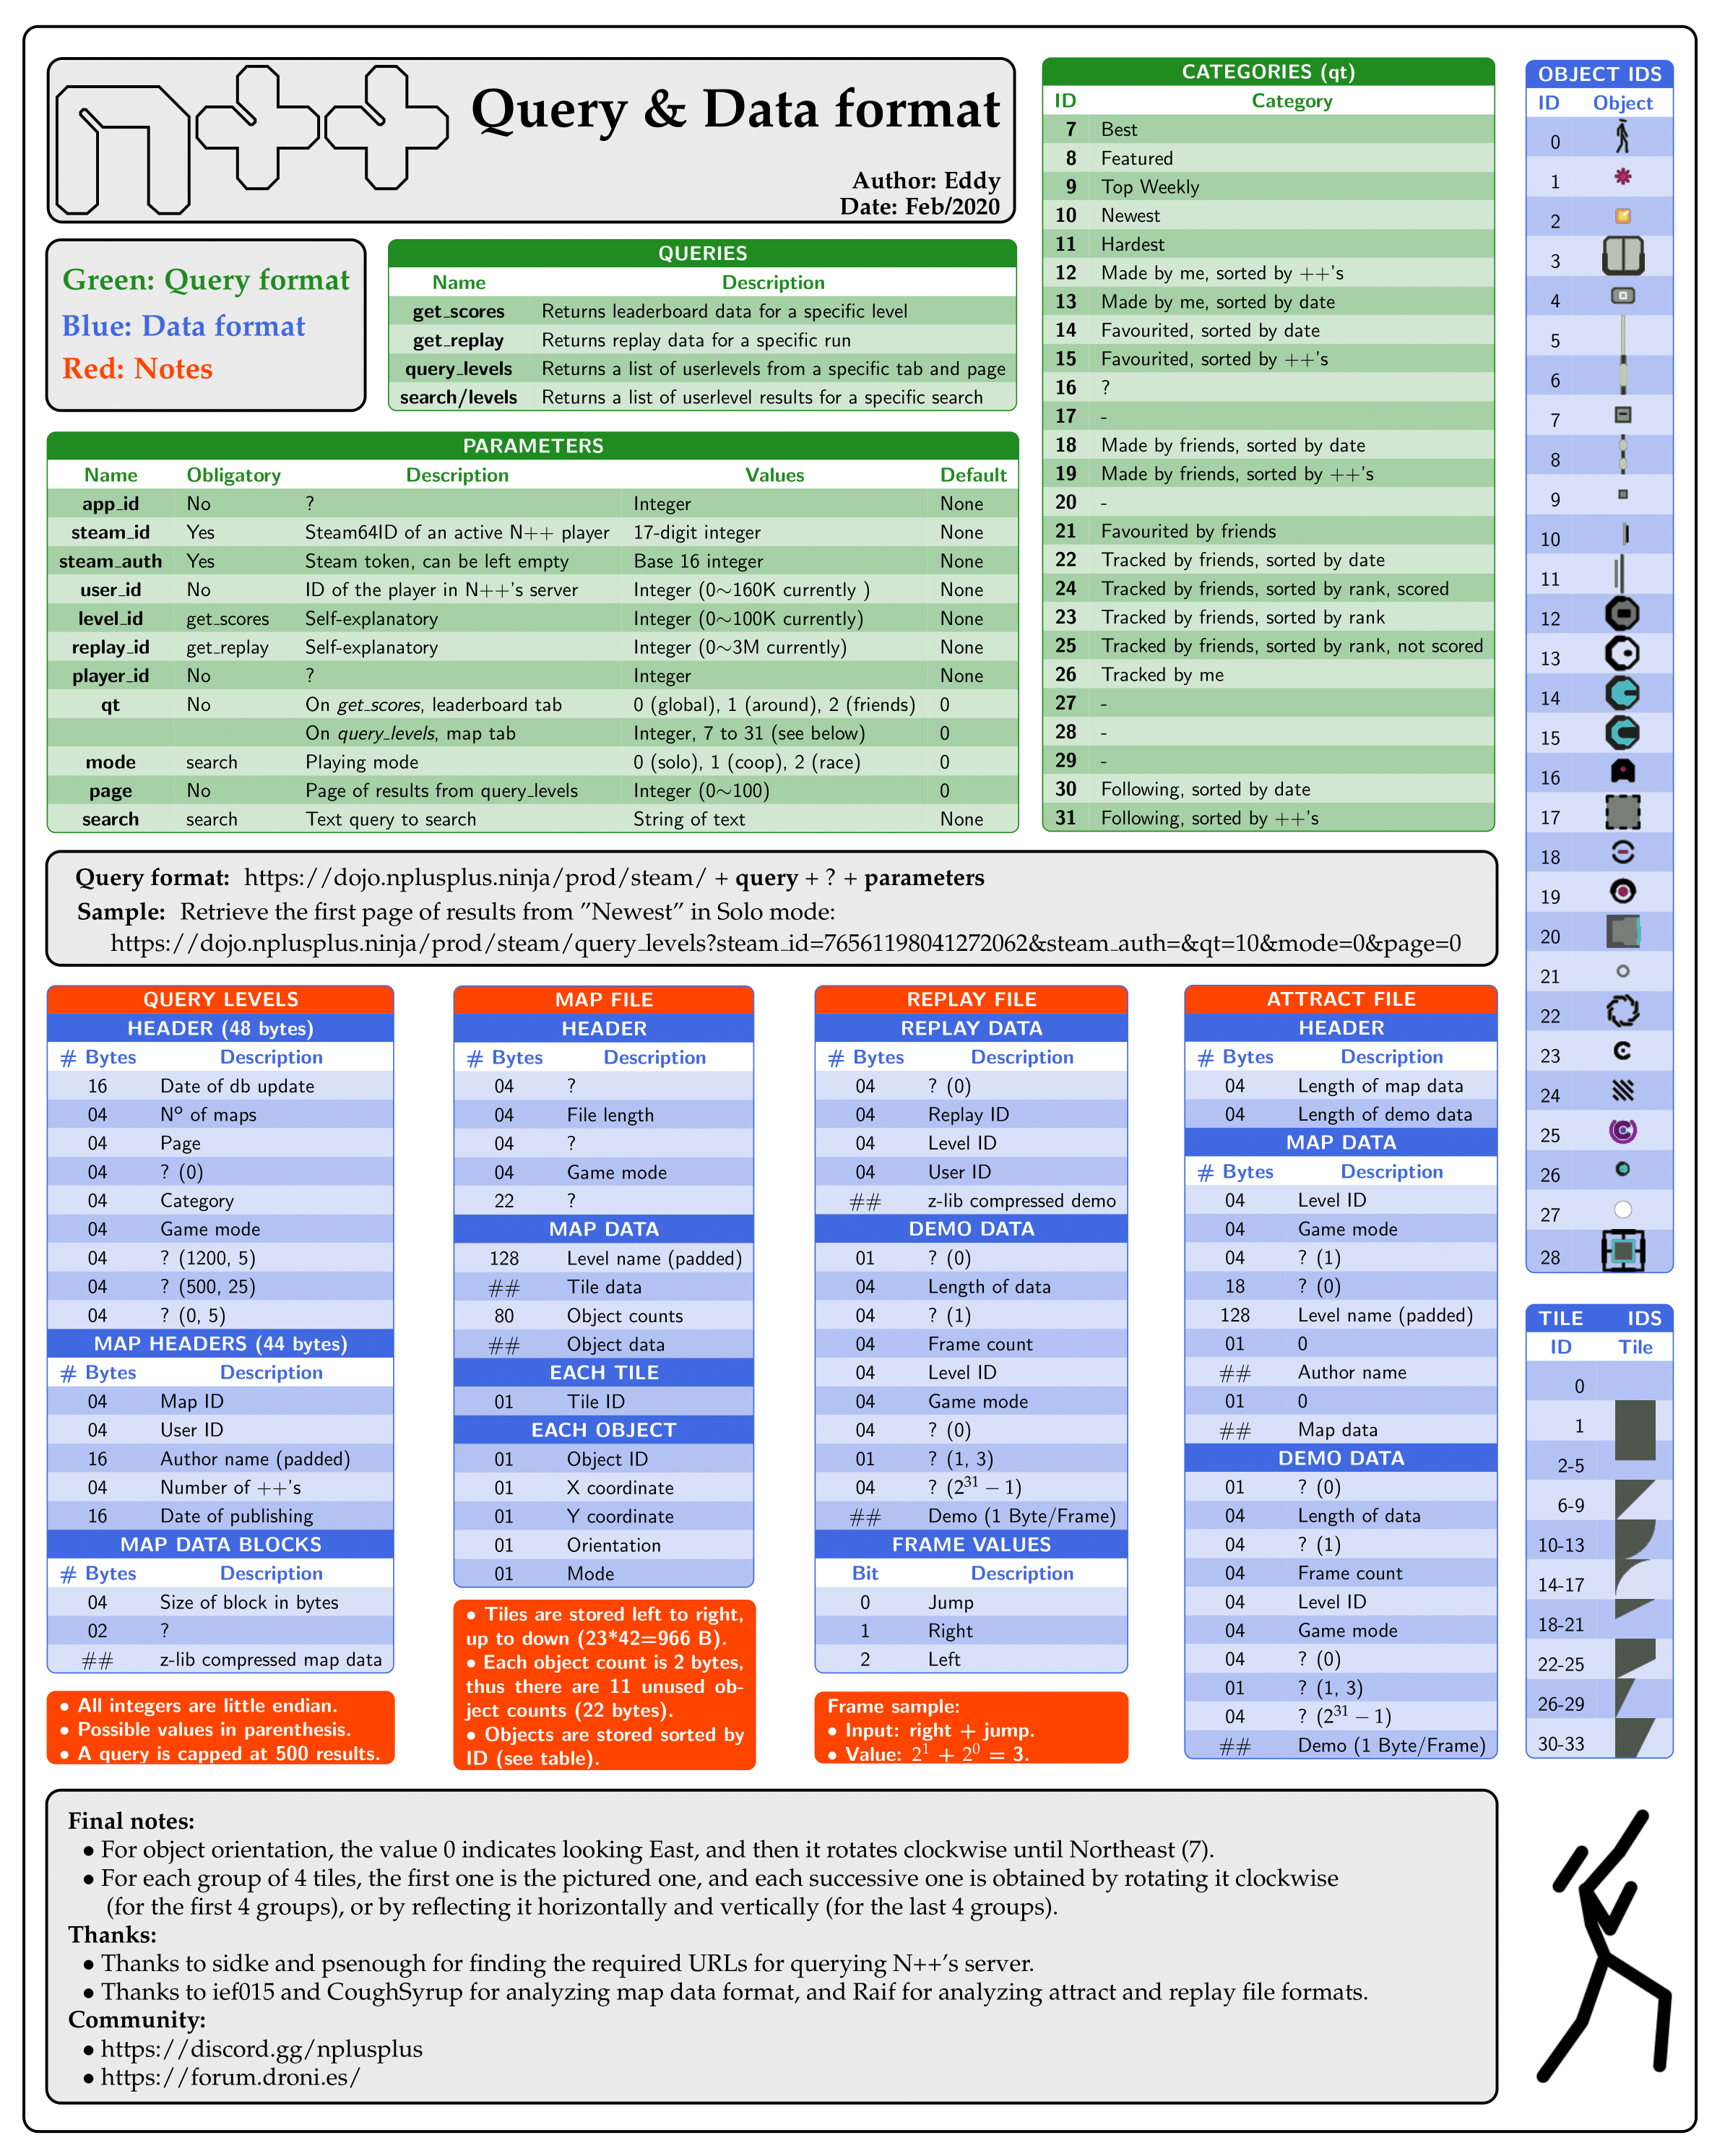 n++
Query & Data format
Author: Eddy
Date: Feb/2020
Green: Query format
Blue: Data format
Red: Notes
QUERIES
Name Description
get_scores Returns leaderboard data for a specific level
get_replay Returns replay data for a specific run
query_levels Returns a list of userlevels from a specific tab and page
search/levels Returns a list of userlevel results for a specific search
PARAMETERS
Name Obligatory Description Values Default
app_id No ? Integer None
steam_id Yes Steam64ID of an active N++ player 17-digit integer None
steam_auth Yes Steam token, can be left empty Base 16 integer None
user_id No ID of the player in N++'s server Integer (0~160K currently ) None
level_id get_scores Self-explanatory Integer (0~100K currently) None
replay_id get_replay Self-explanatory Integer (0~3M currently) None
player_id No ? Integer None
qt No On get_scores, leaderboard tab 0 (global), 1 (around), 2 (friends) 0
On query_levels, map tab Integer, 7 to 31 (see below) 0
mode search Playing mode 0 (solo), 1 (coop), 2 (race) 0
page No Page of results from query_levels Integer (0~100) 0
search search Text query to search String of text None
CATEGORIES (qt)
ID Category
7 Best
8 Featured
9 Top Weekly
10 Newest
11 Hardest
12 Made by me, sorted by ++'s
13 Made by me, sorted by date
14 Favourited, sorted by date
15 Favourited, sorted by ++'s
16 ?
17 -
18 Made by friends, sorted by date
19 Made by friends, sorted by ++'s
20 -
21 Favourited by friends
22 Tracked by friends, sorted by date
24 Tracked by friends, sorted by rank, scored
23 Tracked by friends, sorted by rank
25 Tracked by friends, sorted by rank, not scored
26 Tracked by me
27 -
28 -
29 -
30 Following, sorted by date
31 Following, sorted by ++'s
Query format: https://dojo.nplusplus.ninja/prod/steam/ + query + ? + parameters
Sample: Retrieve the first page of results from ”Newest” in Solo mode:
https://dojo.nplusplus.ninja/prod/steam/query_levels?steam_id=76561198041272062&steam_auth=&qt=10&mode=0&page=0
QUERY LEVELS
HEADER (48 bytes)
# Bytes Description
16 Date of db update
04 Nº of maps
04 Page
04 ? (0)
04 Category
04 Game mode
04 ? (1200, 5)
04 ? (500, 25)
04 ? (0, 5)
MAP HEADERS (44 bytes)
# Bytes Description
04 Map ID
04 User ID
16 Author name (padded)
04 Number of ++'s
16 Date of publishing
MAP DATA BLOCKS
# Bytes Description
04 Size of block in bytes
02 ?
## z-lib compressed map data
• All integers are little endian.
• Possible values in parenthesis.
• A query is capped at 500 results.
MAP FILE
HEADER
# Bytes Description
04 ?
04 File length
04 ?
04 Game mode
22 ?
MAP DATA
128 Level name (padded)
## Tile data
80 Object counts
## Object data
EACH TILE
01 Tile ID
EACH OBJECT
01 Object ID
01 X coordinate
01 Y coordinate
01 Orientation
01 Mode
• Tiles are stored left to right,
up to down (23*42=966 B).
• Each object count is 2 bytes,
thus there are 11 unused ob-
ject counts (22 bytes).
• Objects are stored sorted by
ID (see table).
REPLAY FILE
REPLAY DATA
# Bytes Description
04 ? (0)
04 Replay ID
04 Level ID
04 User ID
## z-lib compressed demo
DEMO DATA
01 ? (0)
04 Length of data
04 ? (1)
04 Frame count
04 Level ID
04 Game mode
04 ? (0)
01 ? (1, 3)
04 ? (2³¹ − 1)
## Demo (1 Byte/Frame)
FRAME VALUES
Bit Description
0 Jump
1 Right
2 Left
Frame sample:
• Input: right + jump.
• Value: 2¹ + 2⁰ = 3.
ATTRACT FILE
HEADER
# Bytes Description
04 Length of map data
04 Length of demo data
MAP DATA
# Bytes Description
04 Level ID
04 Game mode
04 ? (1)
18 ? (0)
128 Level name (padded)
01 0
## Author name
01 0
## Map data
DEMO DATA
01 ? (0)
04 Length of data
04 ? (1)
04 Frame count
04 Level ID
04 Game mode
04 ? (0)
01 ? (1, 3)
04 ? (2³¹ − 1)
## Demo (1 Byte/Frame)
OBJECT IDS
ID Object
0
1
2
3
4
5
6
7
8
9
10
11
12
13
14
15
16
17
18
19
20
21
22
23
24
25
26
27
28
TILE IDS
ID Tile
0
1
2-5
6-9
10-13
14-17
18-21
22-25
26-29
30-33
Final notes:
• For object orientation, the value 0 indicates looking East, and then it rotates clockwise until Northeast (7).
• For each group of 4 tiles, the first one is the pictured one, and each successive one is obtained by rotating it clockwise
(for the first 4 groups), or by reflecting it horizontally and vertically (for the last 4 groups).
Thanks:
• Thanks to sidke and psenough for finding the required URLs for querying N++'s server.
• Thanks to ief015 and CoughSyrup for analyzing map data format, and Raif for analyzing attract and replay file formats.
Community:
• https://discord.gg/nplusplus
• https://forum.droni.es/